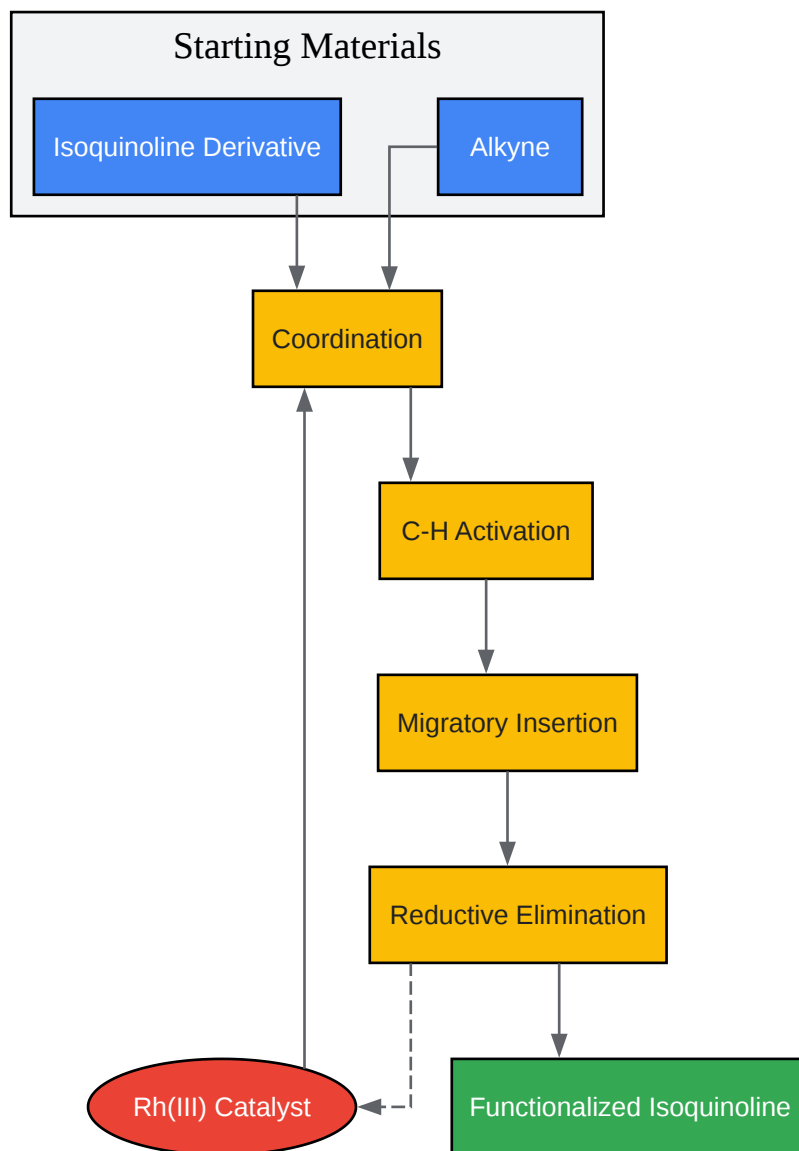 Starting Materials
Isoquinoline Derivative
Alkyne
Coordination
C-H Activation
Migratory Insertion
Reductive Elimination
Rh(III) Catalyst
Functionalized Isoquinoline